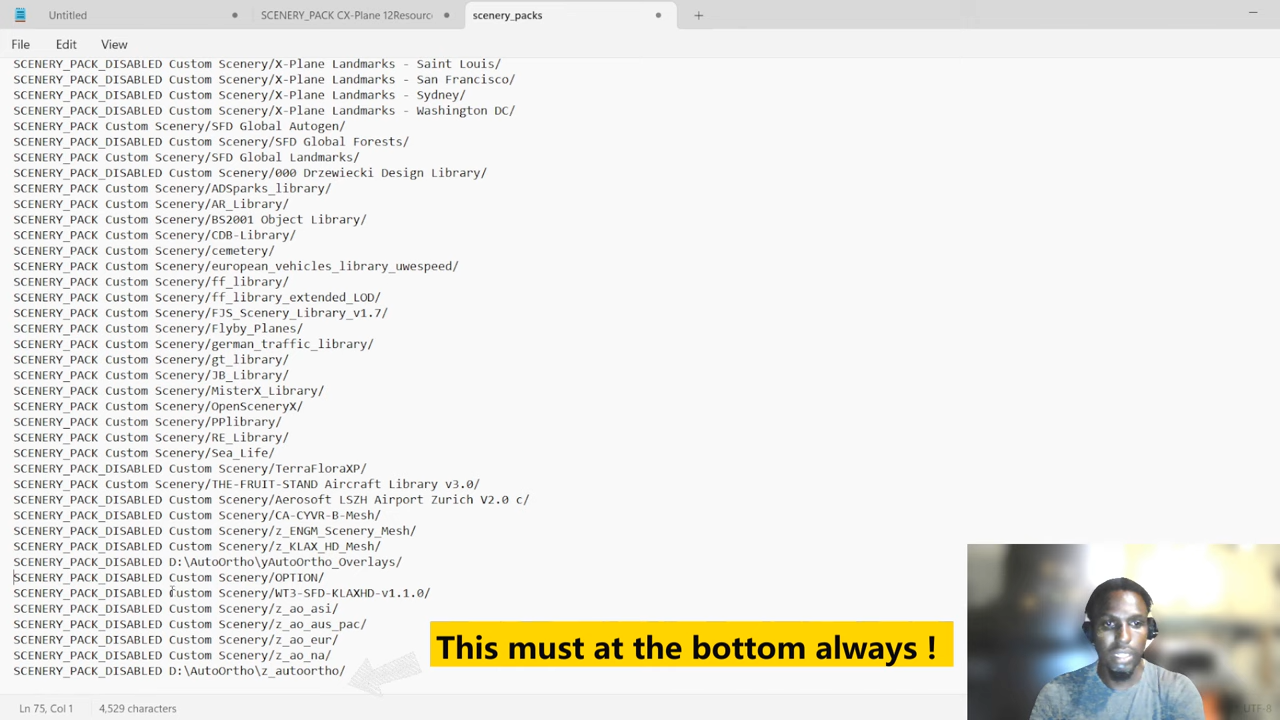 Untitled
SCENERY_PACK CX-Plane 12Resourc
scenery_packs
File Edit View
SCENERY_PACK_DISABLED Custom Scenery/X-Plane Landmarks - Saint Louis/
SCENERY_PACK_DISABLED Custom Scenery/X-Plane Landmarks - San Francisco/
SCENERY_PACK_DISABLED Custom Scenery/X-Plane Landmarks - Sydney/
SCENERY_PACK_DISABLED Custom Scenery/X-Plane Landmarks - Washington DC/
SCENERY_PACK Custom Scenery/SFD Global Autogen/
SCENERY_PACK_DISABLED Custom Scenery/SFD Global Forests/
SCENERY_PACK Custom Scenery/SFD Global Landmarks/
SCENERY_PACK_DISABLED Custom Scenery/000 Drzewiecki Design Library/
SCENERY_PACK Custom Scenery/ADSparks_library/
SCENERY_PACK Custom Scenery/AR_Library/
SCENERY_PACK Custom Scenery/BS2001 Object Library/
SCENERY_PACK Custom Scenery/CDB-Library/
SCENERY_PACK Custom Scenery/cemetery/
SCENERY_PACK Custom Scenery/european_vehicles_library_uwespeed/
SCENERY_PACK Custom Scenery/ff_library/
SCENERY_PACK Custom Scenery/ff_library_extended_LOD/
SCENERY_PACK Custom Scenery/FJS_Scenery_Library_v1.7/
SCENERY_PACK Custom Scenery/Flyby_Planes/
SCENERY_PACK Custom Scenery/german_traffic_library/
SCENERY_PACK Custom Scenery/gt_library/
SCENERY_PACK Custom Scenery/JB_Library/
SCENERY_PACK Custom Scenery/MisterX_Library/
SCENERY_PACK Custom Scenery/OpenSceneryX/
SCENERY_PACK Custom Scenery/PPlibrary/
SCENERY_PACK Custom Scenery/RE_Library/
SCENERY_PACK Custom Scenery/Sea_Life/
SCENERY_PACK_DISABLED Custom Scenery/TerraFloraXP/
SCENERY_PACK Custom Scenery/THE-FRUIT-STAND Aircraft Library v3.0/
SCENERY_PACK_DISABLED Custom Scenery/Aerosoft LSZH Airport Zurich V2.0 c/
SCENERY_PACK_DISABLED Custom Scenery/CA-CYVR-B-Mesh/
SCENERY_PACK_DISABLED Custom Scenery/z_ENGM_Scenery_Mesh/
SCENERY_PACK_DISABLED Custom Scenery/z_KLAX_HD_Mesh/
SCENERY_PACK_DISABLED D:\AutoOrtho\yAutoOrtho_Overlays/
SCENERY_PACK_DISABLED Custom Scenery/OPTION/
SCENERY_PACK_DISABLED Custom Scenery/WT3-SFD-KLAXHD-v1.1.0/
SCENERY_PACK_DISABLED Custom Scenery/z_ao_asi/
SCENERY_PACK_DISABLED Custom Scenery/z_ao_aus_pac/
SCENERY_PACK_DISABLED Custom Scenery/z_ao_eur/
SCENERY_PACK_DISABLED Custom Scenery/z_ao_na/
SCENERY_PACK_DISABLED D:\AutoOrtho\z_autoortho/
This must at the bottom always !
Ln 75, Col 1 4,529 characters
UTF-8